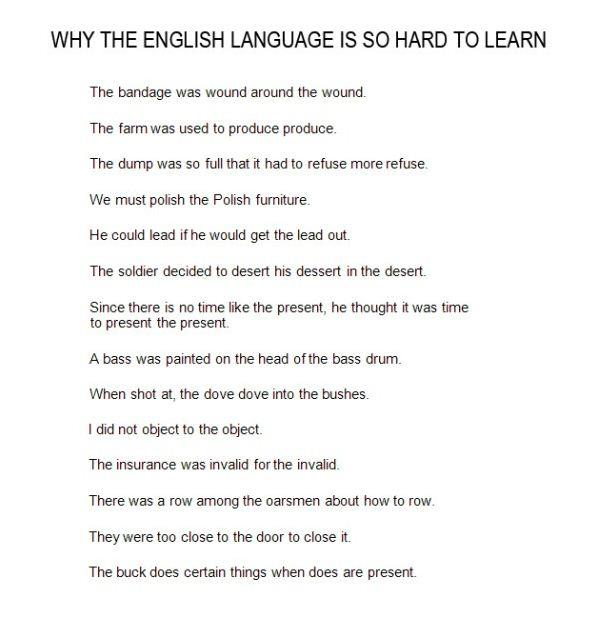 WHY THE ENGLISH LANGUAGE IS SO HARD TO LEARN
The bandage was wound around the wound.
The farm was used to produce produce.
The dump was so full that it had to refuse more refuse.
We must polish the Polish furniture.
He could lead if he would get the lead out.
The soldier decided to desert his dessert in the desert.
Since there is no time like the present, he thought it was time
to present the present.
A bass was painted on the head of the bass drum.
When shot at, the dove dove into the bushes.
I did not object to the object.
The insurance was invalid for the invalid.
There was a row among the oarsmen about how to row.
They were too close to the door to close it.
The buck does certain things when does are present.